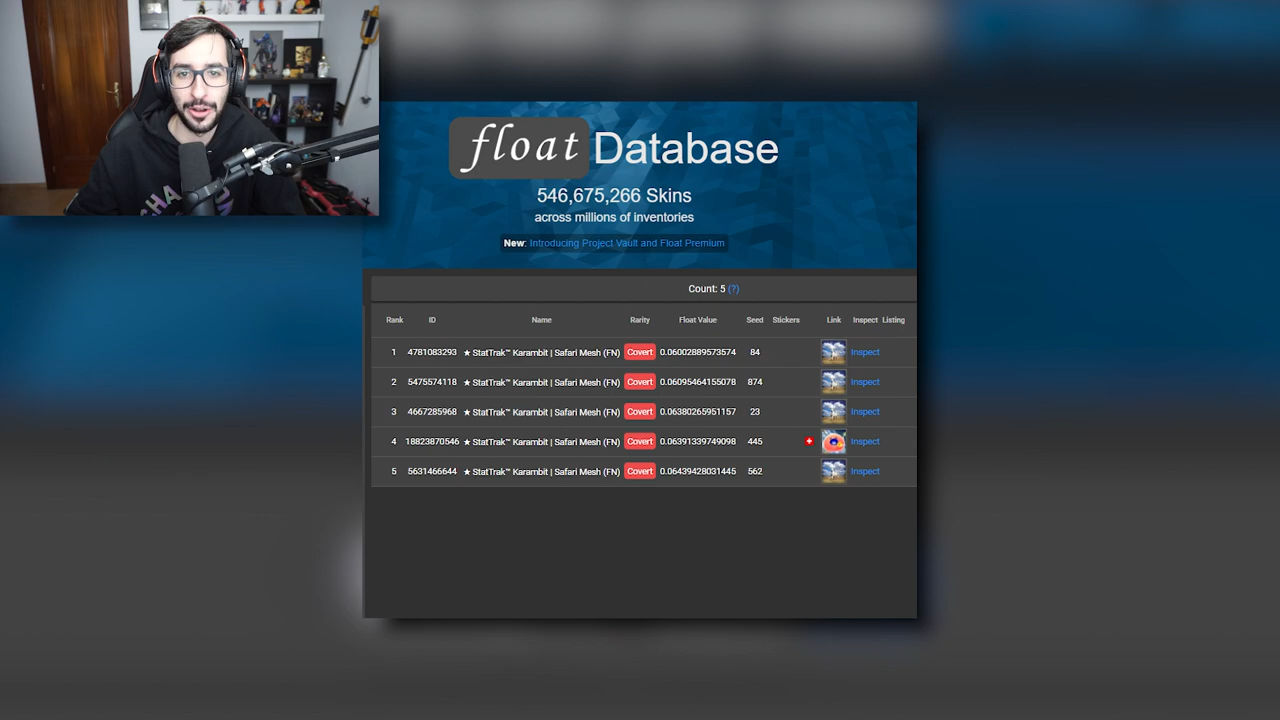 float Database
546,675,266 Skins
across millions of inventories
New: Introducing Project Vault and Float Premium
Count: 5 (?)
Rank ID Name Rarity Float Value Seed Stickers Link Inspect Listing
1 4781083293 ★ StatTrak™ Karambit | Safari Mesh (FN) Covert 0.06002889573574 84 Inspect
2 5475574118 ★ StatTrak™ Karambit | Safari Mesh (FN) Covert 0.06095464155078 874 Inspect
3 4667285968 ★ StatTrak™ Karambit | Safari Mesh (FN) Covert 0.06380265951157 23 Inspect
4 18823870546 ★ StatTrak™ Karambit | Safari Mesh (FN) Covert 0.06391339749098 445 Inspect
5 5631466644 ★ StatTrak™ Karambit | Safari Mesh (FN) Covert 0.06439428031445 562 Inspect